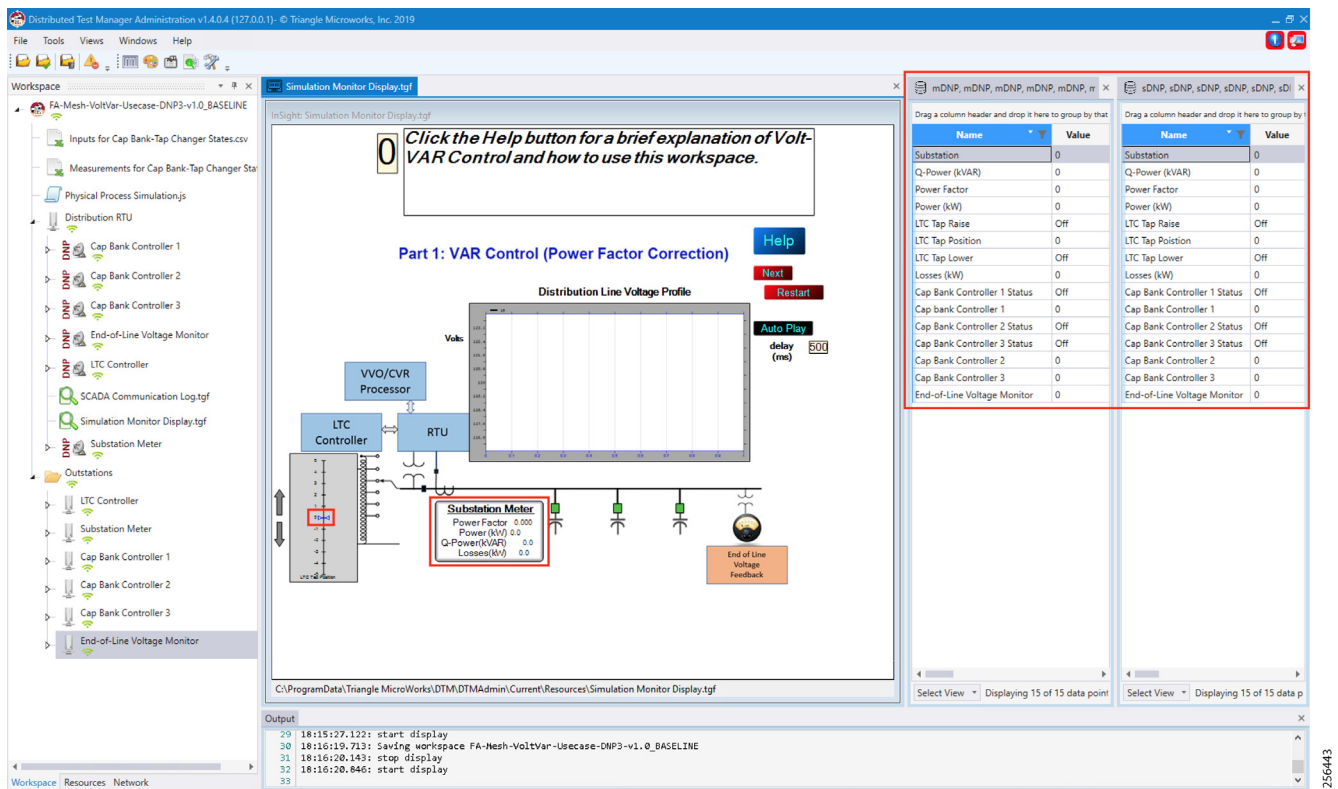 Distributed Test Manager Administration v1.4.0.4 (127.0.0.1)- © Triangle Microworks, Inc. 2019
File Tools Views Windows Help
Workspace
FA-Mesh-VoltVar-Usecase-DNP3-v1.0_BASELINE
Inputs for Cap Bank-Tap Changer States.csv
Measurements for Cap Bank-Tap Changer Sta
Physical Process Simulation.js
Distribution RTU
DNP Cap Bank Controller 1
DNP Cap Bank Controller 2
DNP Cap Bank Controller 3
DNP End-of-Line Voltage Monitor
DNP LTC Controller
SCADA Communication Log.tgf
Simulation Monitor Display.tgf
DNP Substation Meter
Outstations
LTC Controller
Substation Meter
Cap Bank Controller 1
Cap Bank Controller 2
Cap Bank Controller 3
End-of-Line Voltage Monitor
Workspace Resources Network
Simulation Monitor Display.tgf
InSight: Simulation Monitor Display.tgf
0
Click the Help button for a brief explanation of Volt-
VAR Control and how to use this workspace.
Part 1: VAR Control (Power Factor Correction)
Help
Next
Restart
Auto Play
delay 500
(ms)
Distribution Line Voltage Profile
Volts
VVO/CVR
Processor
LTC
Controller
RTU
Substation Meter
Power Factor 0.000
Power (kW) 0.0
Q-Power(kVAR) 0.0
Losses(kW) 0.0
LTC Tap Position
End of Line
Voltage
Feedback
C:\ProgramData\Triangle MicroWorks\DTM\DTMAdmin\Current\Resources\Simulation Monitor Display.tgf
mDNP, mDNP, mDNP, mDNP, mDNP, m
Drag a column header and drop it here to group by that
Name Value
Substation 0
Q-Power (kVAR) 0
Power Factor 0
Power (kW) 0
LTC Tap Raise Off
LTC Tap Position 0
LTC Tap Lower Off
Losses (kW) 0
Cap Bank Controller 1 Status Off
Cap bank Controller 1 0
Cap Bank Controller 2 Status Off
Cap Bank Controller 3 Status Off
Cap Bank Controller 2 0
Cap Bank Controller 3 0
End-of-Line Voltage Monitor 0
Select View Displaying 15 of 15 data point
sDNP, sDNP, sDNP, sDNP, sDNP, sDI
Drag a column header and drop it here to group by t
Name Value
Substation 0
Q-Power (kVAR) 0
Power Factor 0
Power (kW) 0
LTC Tap Raise Off
LTC Tap Poistion 0
LTC Tap Lower Off
Losses (kW) 0
Cap Bank Controller 1 Status Off
Cap Bank Controller 1 0
Cap Bank Controller 2 Status Off
Cap Bank Controller 3 Status Off
Cap Bank Controller 2 0
Cap Bank Controller 3 0
End-of-Line Voltage Monitor 0
Select View Displaying 15 of 15 data p
Output
29 18:15:27.122: start display
30 18:16:19.713: Saving workspace FA-Mesh-VoltVar-Usecase-DNP3-v1.0_BASELINE
31 18:16:20.143: stop display
32 18:16:20.846: start display
33
256443